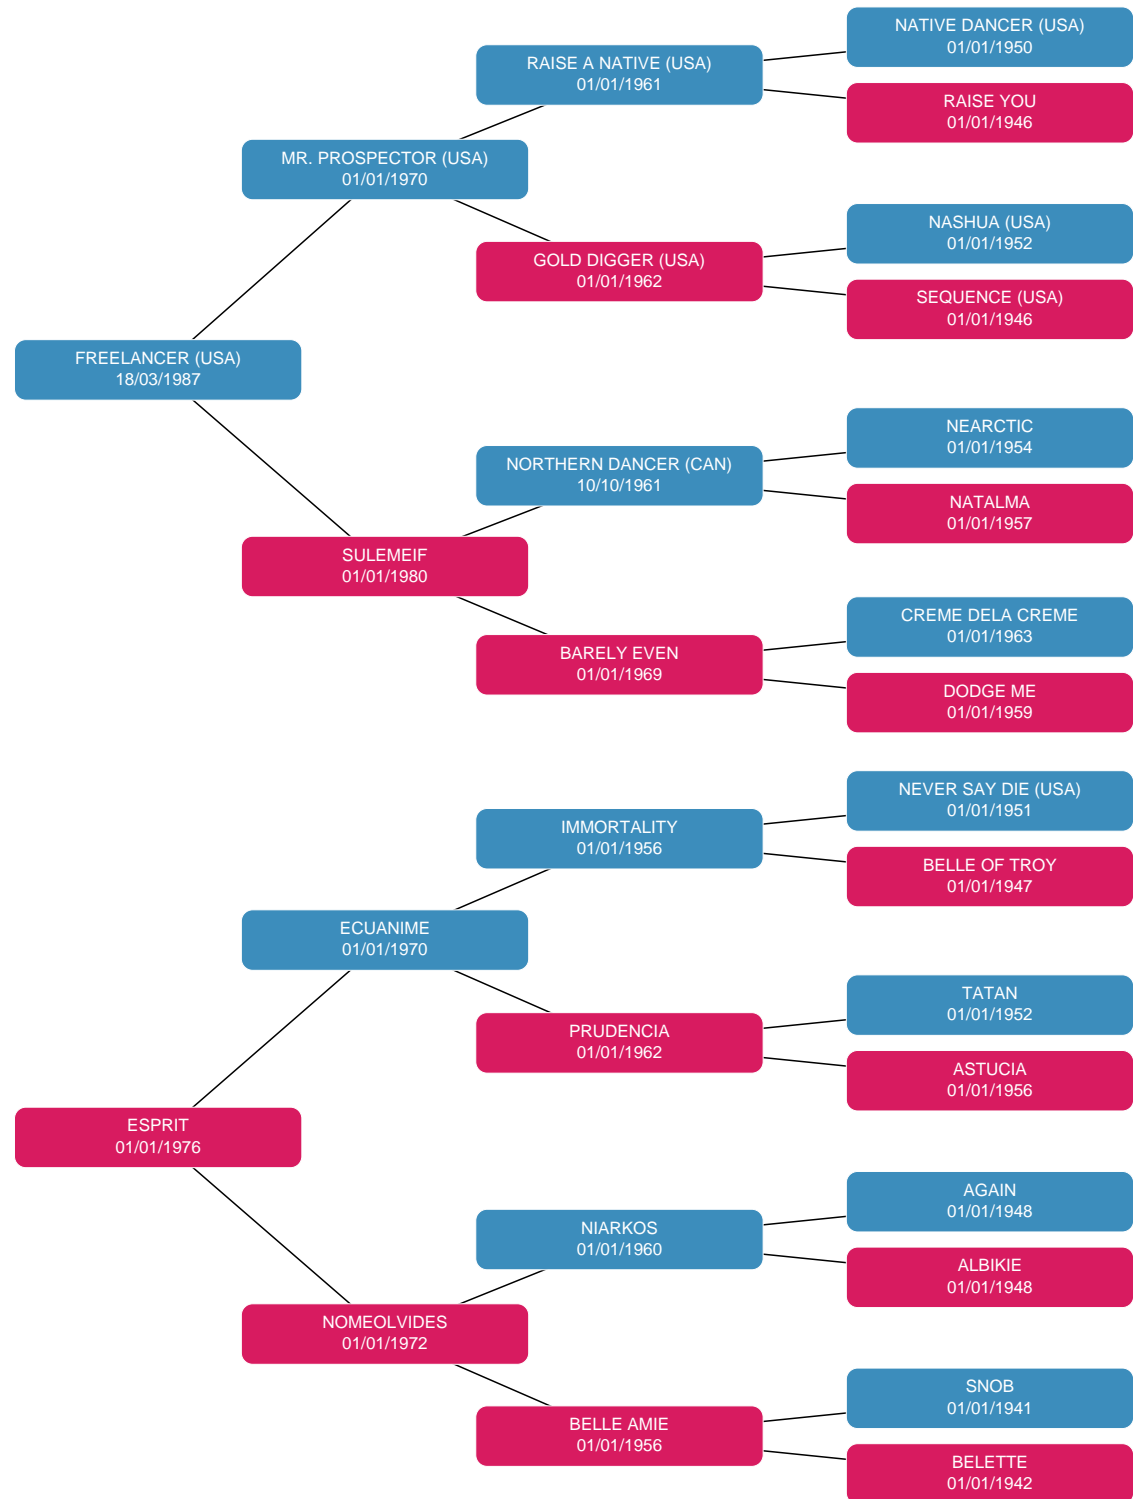 NATIVE DANCER (USA)
01/01/1950
RAISE A NATIVE (USA)
01/01/1961
RAISE YOU
01/01/1946
MR. PROSPECTOR (USA)
01/01/1970
NASHUA (USA)
01/01/1952
GOLD DIGGER (USA)
01/01/1962
SEQUENCE (USA)
01/01/1946
FREELANCER (USA)
18/03/1987
NEARCTIC
01/01/1954
NORTHERN DANCER (CAN)
10/10/1961
NATALMA
01/01/1957
SULEMEIF
01/01/1980
CREME DELA CREME
01/01/1963
BARELY EVEN
01/01/1969
DODGE ME
01/01/1959
NEVER SAY DIE (USA)
01/01/1951
IMMORTALITY
01/01/1956
BELLE OF TROY
01/01/1947
ECUANIME
01/01/1970
TATAN
01/01/1952
PRUDENCIA
01/01/1962
ASTUCIA
01/01/1956
ESPRIT
01/01/1976
AGAIN
01/01/1948
NIARKOS
01/01/1960
ALBIKIE
01/01/1948
NOMEOLVIDES
01/01/1972
SNOB
01/01/1941
BELLE AMIE
01/01/1956
BELETTE
01/01/1942